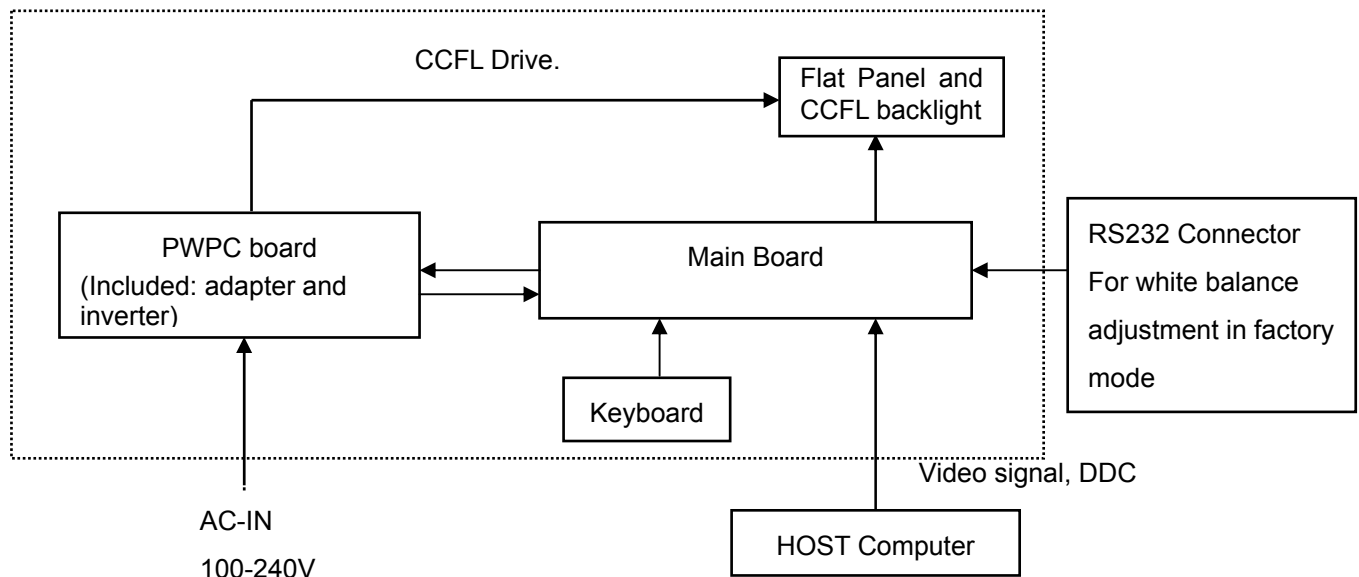 CCFL Drive.
Flat Panel and
CCFL backlight
PWPC board
(Included: adapter and
inverter)
Main Board
RS232 Connector
For white balance
adjustment in factory
mode
Keyboard
Video signal, DDC
AC-IN
100-240V
HOST Computer